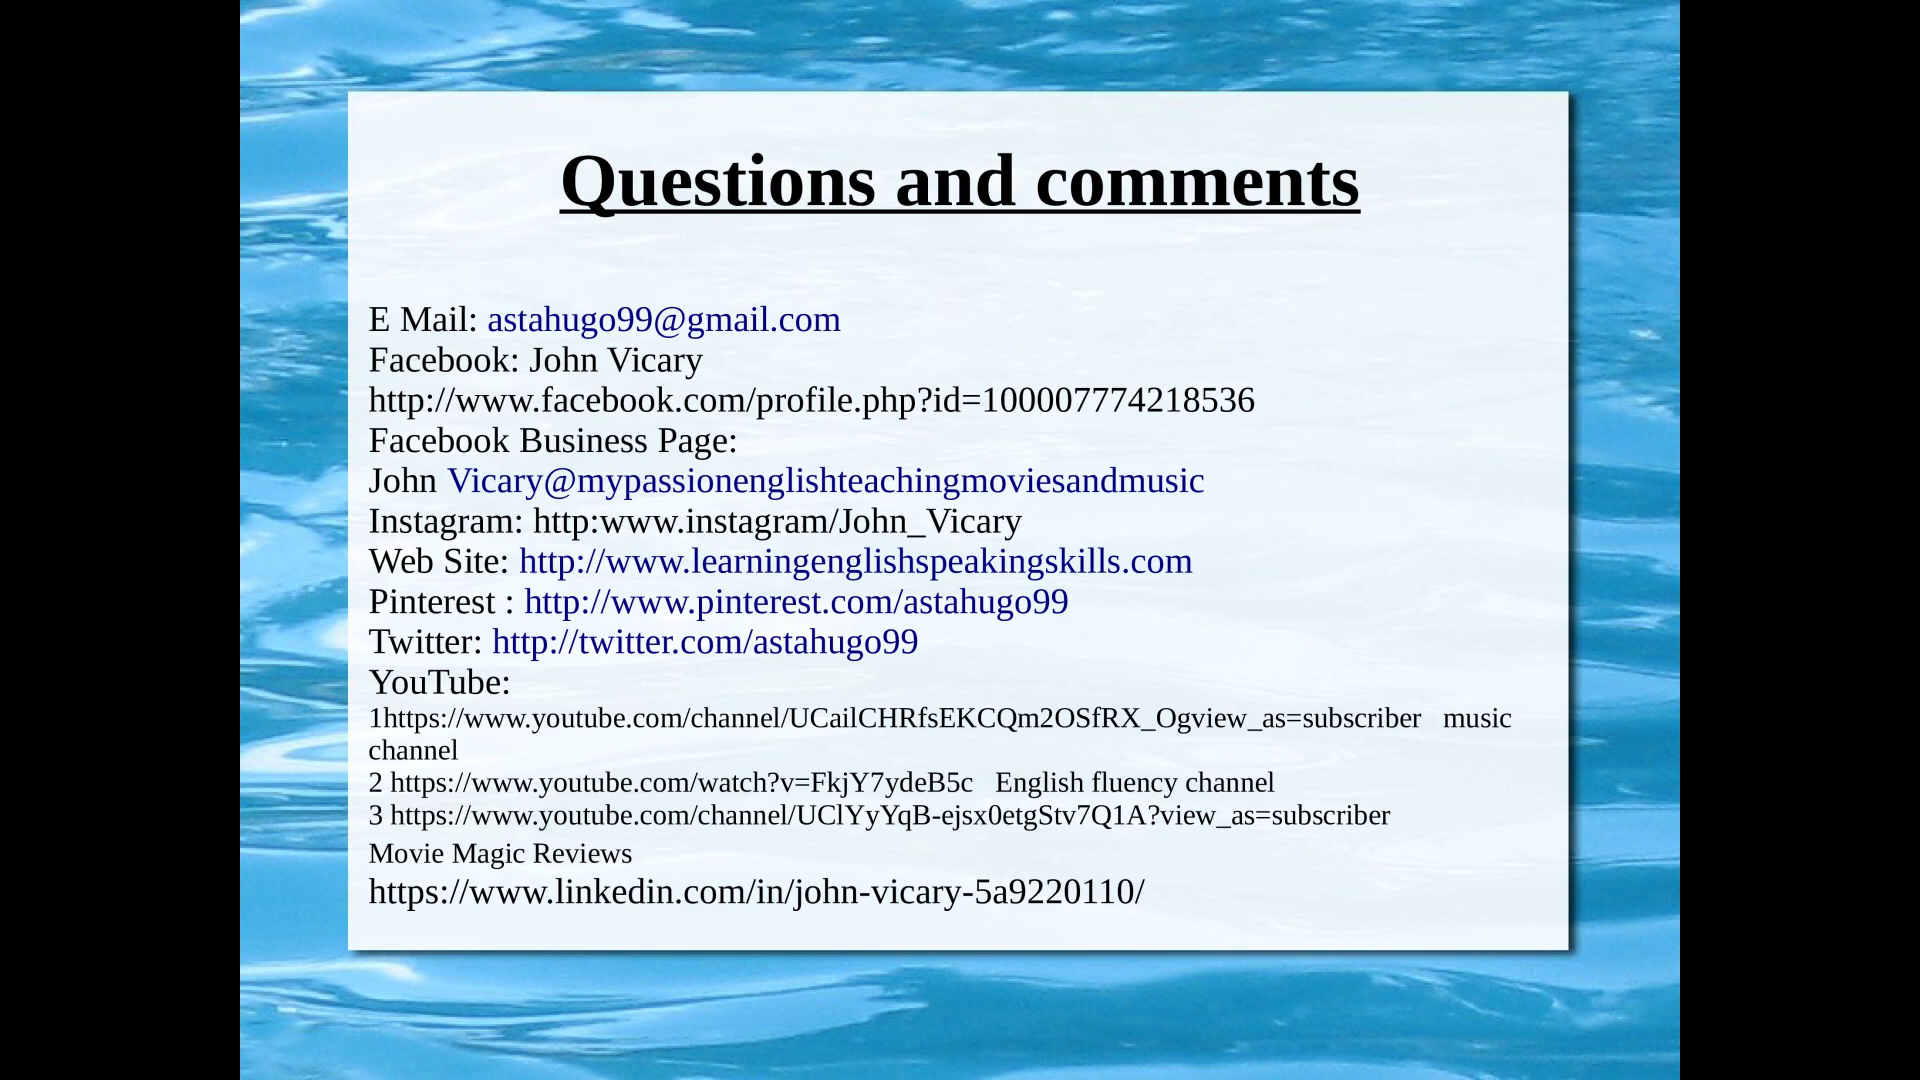 Questions and comments
E Mail: astahugo99@gmail.com
Facebook: John Vicary
http://www.facebook.com/profile.php?id=100007774218536
Facebook Business Page:
John Vicary@mypassionenglishteachingmoviesandmusic
Instagram: http:www.instagram/John_Vicary
Web Site: http://www.learningenglishspeakingskills.com
Pinterest : http://www.pinterest.com/astahugo99
Twitter: http://twitter.com/astahugo99
YouTube:
1https://www.youtube.com/channel/UCailCHRfsEKCQm2OSfRX_Ogview_as=subscriber   music
channel
2 https://www.youtube.com/watch?v=FkjY7ydeB5c   English fluency channel
3 https://www.youtube.com/channel/UClYyYqB-ejsx0etgStv7Q1A?view_as=subscriber
Movie Magic Reviews
https://www.linkedin.com/in/john-vicary-5a9220110/